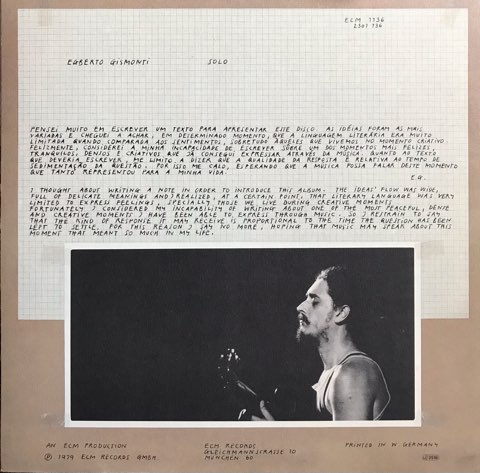 ECM 1136
2301 136
EGBERTO GISMONTI SOLO
PENSEI MUITO EM ESCREVER UM TEXTO PARA APRESENTAR ESTE DISCO. AS IDÉIAS FORAM AS MAIS
VARIADAS E CHEGUEI A ACHAR, EM DETERMINADO MOMENTO, QUE A LINGUAGEM LITERÁRIA ERA MUITO
LIMITADA QUANDO COMPARADA AOS SENTIMENTOS, SOBRETUDO ÀQUELES QUE VIVEMOS NO MOMENTO CRIATIVO.
FELIZMENTE, CONSIDEREI A MINHA INCAPACIDADE DE ESCREVER SOBRE UM DOS MOMENTOS MAIS FELIZES,
TRANQUILOS, DENSOS E CRIATIVOS QUE JÁ CONSEGUI EXPRESSAR ATRAVÉS DA MÚSICA. QUANTO AO TEXTO
QUE DEVERIA ESCREVER, ME LIMITO A DIZER QUE A QUALIDADE DA RESPOSTA É RELATIVA AO TEMPO DE
SEDIMENTAÇÃO DA QUESTÃO. POR ISSO ME CALO, ESPERANDO QUE A MÚSICA POSSA FALAR DESTE MOMENTO
QUE TANTO REPRESENTOU PARA A MINHA VIDA.
E.G.
I THOUGHT ABOUT WRITING A NOTE IN ORDER TO INTRODUCE THIS ALBUM. THE IDEAS' FLOW WAS WIDE,
FULL OF DELICATE MEANINGS AND I REALISED, AT A CERTAIN POINT, THAT LITERARY LANGUAGE WAS VERY
LIMITED TO EXPRESS FEELINGS, SPECIALLY THOSE WE LIVE DURING CREATIVE MOMENTS.
FORTUNATELY I CONSIDERED MY INCAPABILITY OF WRITING ABOUT ONE OF THE MOST PEACEFUL, DENSE
AND CREATIVE MOMENTS I HAVE BEEN ABLE TO EXPRESS THROUGH MUSIC. SO I RESTRAIN TO SAY
THAT THE KIND OF RESPONSE IT MAY RECEIVE IS PROPORTIONAL TO THE TIME THE QUESTION HAS BEEN
LEFT TO SETTLE. FOR THIS REASON I SAY NO MORE, HOPING THAT MUSIC MAY SPEAK ABOUT THIS
MOMENT THAT MEANT SO MUCH IN MY LIFE.
AN ECM PRODUCTION
℗ 1979 ECM RECORDS GMBH
ECM RECORDS
GLEICHMANNSTRASSE 10
MÜNCHEN 60
PRINTED IN W. GERMANY